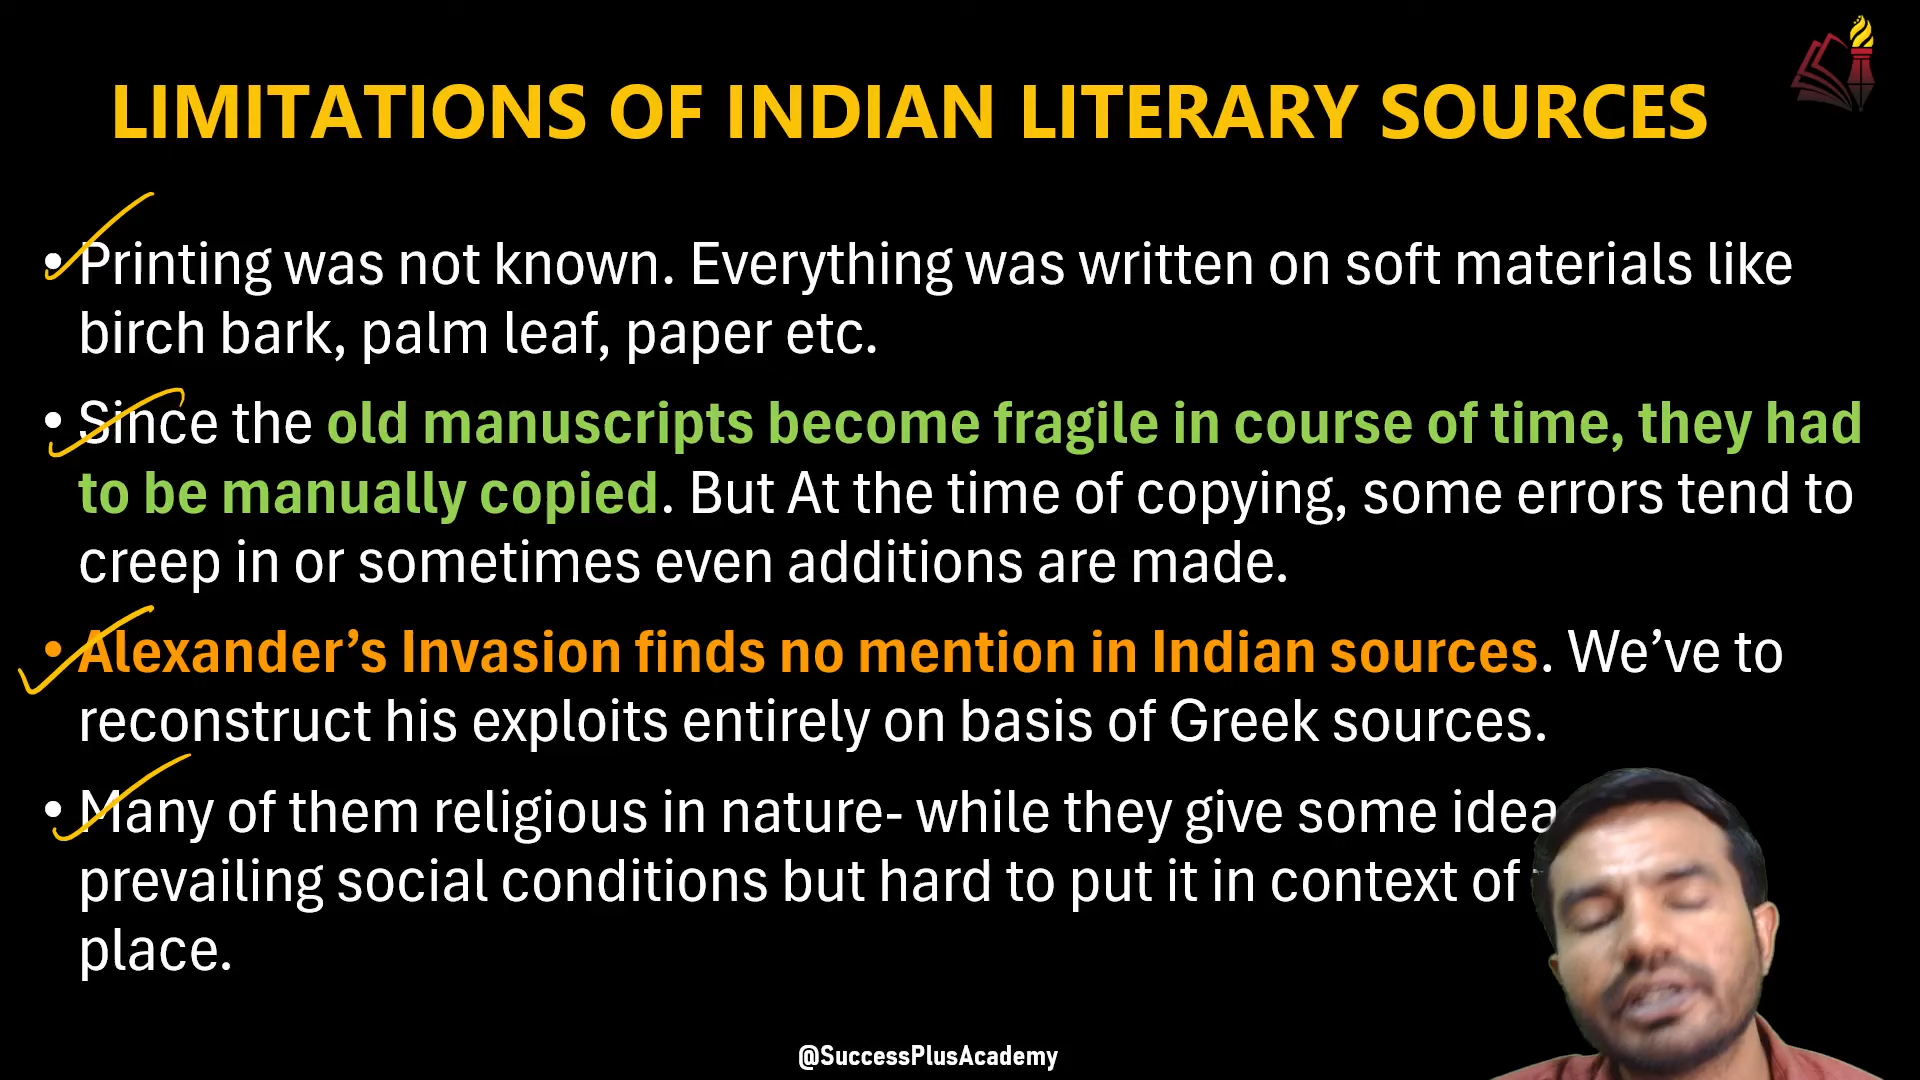 LIMITATIONS OF INDIAN LITERARY SOURCES
• Printing was not known. Everything was written on soft materials like
birch bark, palm leaf, paper etc.
• Since the old manuscripts become fragile in course of time, they had
to be manually copied. But At the time of copying, some errors tend to
creep in or sometimes even additions are made.
• Alexander’s Invasion finds no mention in Indian sources. We’ve to
reconstruct his exploits entirely on basis of Greek sources.
• Many of them religious in nature- while they give some idea
prevailing social conditions but hard to put it in context of
place.
@SuccessPlusAcademy